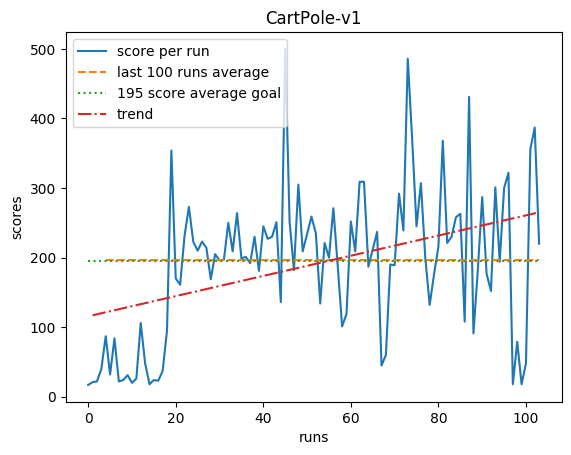 CartPole-v1
500
400
300
200
100
0
scores
score per run
last 100 runs average
195 score average goal
trend
0 20 40 60 80 100
runs